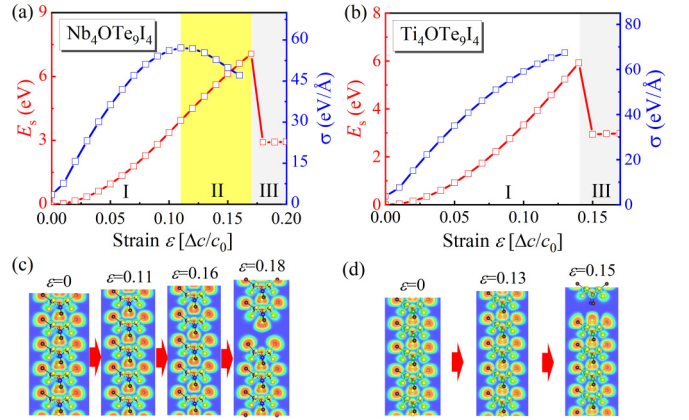 (a)
Nb₄OTe₉I₄
Eₛ (eV)
9
6
3
0
60
45
30
15
0
σ (eV/Å)
I
II
III
0.00 0.05 0.10 0.15 0.20
Strain ε [Δc/c₀]
(b)
Ti₄OTe₉I₄
Eₛ (eV)
8
6
4
2
0
80
60
40
20
0
σ (eV/Å)
I
III
0.00 0.05 0.10 0.15
Strain ε [Δc/c₀]
(c)
ε=0
ε=0.11
ε=0.16
ε=0.18
(d)
ε=0
ε=0.13
ε=0.15